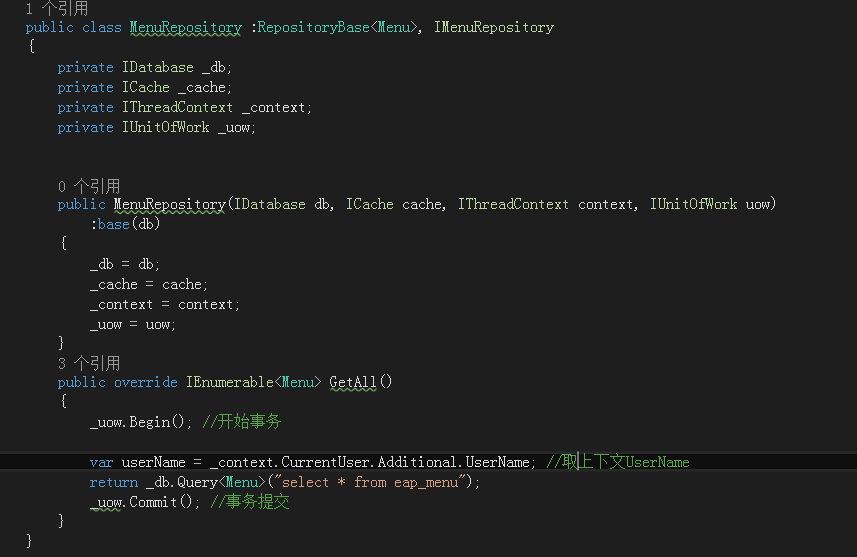 1 个引用
public class MenuRepository :RepositoryBase<Menu>, IMenuRepository
{
    private IDatabase _db;
    private ICache _cache;
    private IThreadContext _context;
    private IUnitOfWork _uow;
    0 个引用
    public MenuRepository(IDatabase db, ICache cache, IThreadContext context, IUnitOfWork uow)
        :base(db)
    {
        _db = db;
        _cache = cache;
        _context = context;
        _uow = uow;
    }
    3 个引用
    public override IEnumerable<Menu> GetAll()
    {
        _uow.Begin(); //开始事务
        var userName = _context.CurrentUser.Additional.UserName; //取上下文UserName
        return _db.Query<Menu>("select * from eap_menu");
        _uow.Commit(); //事务提交
    }
}